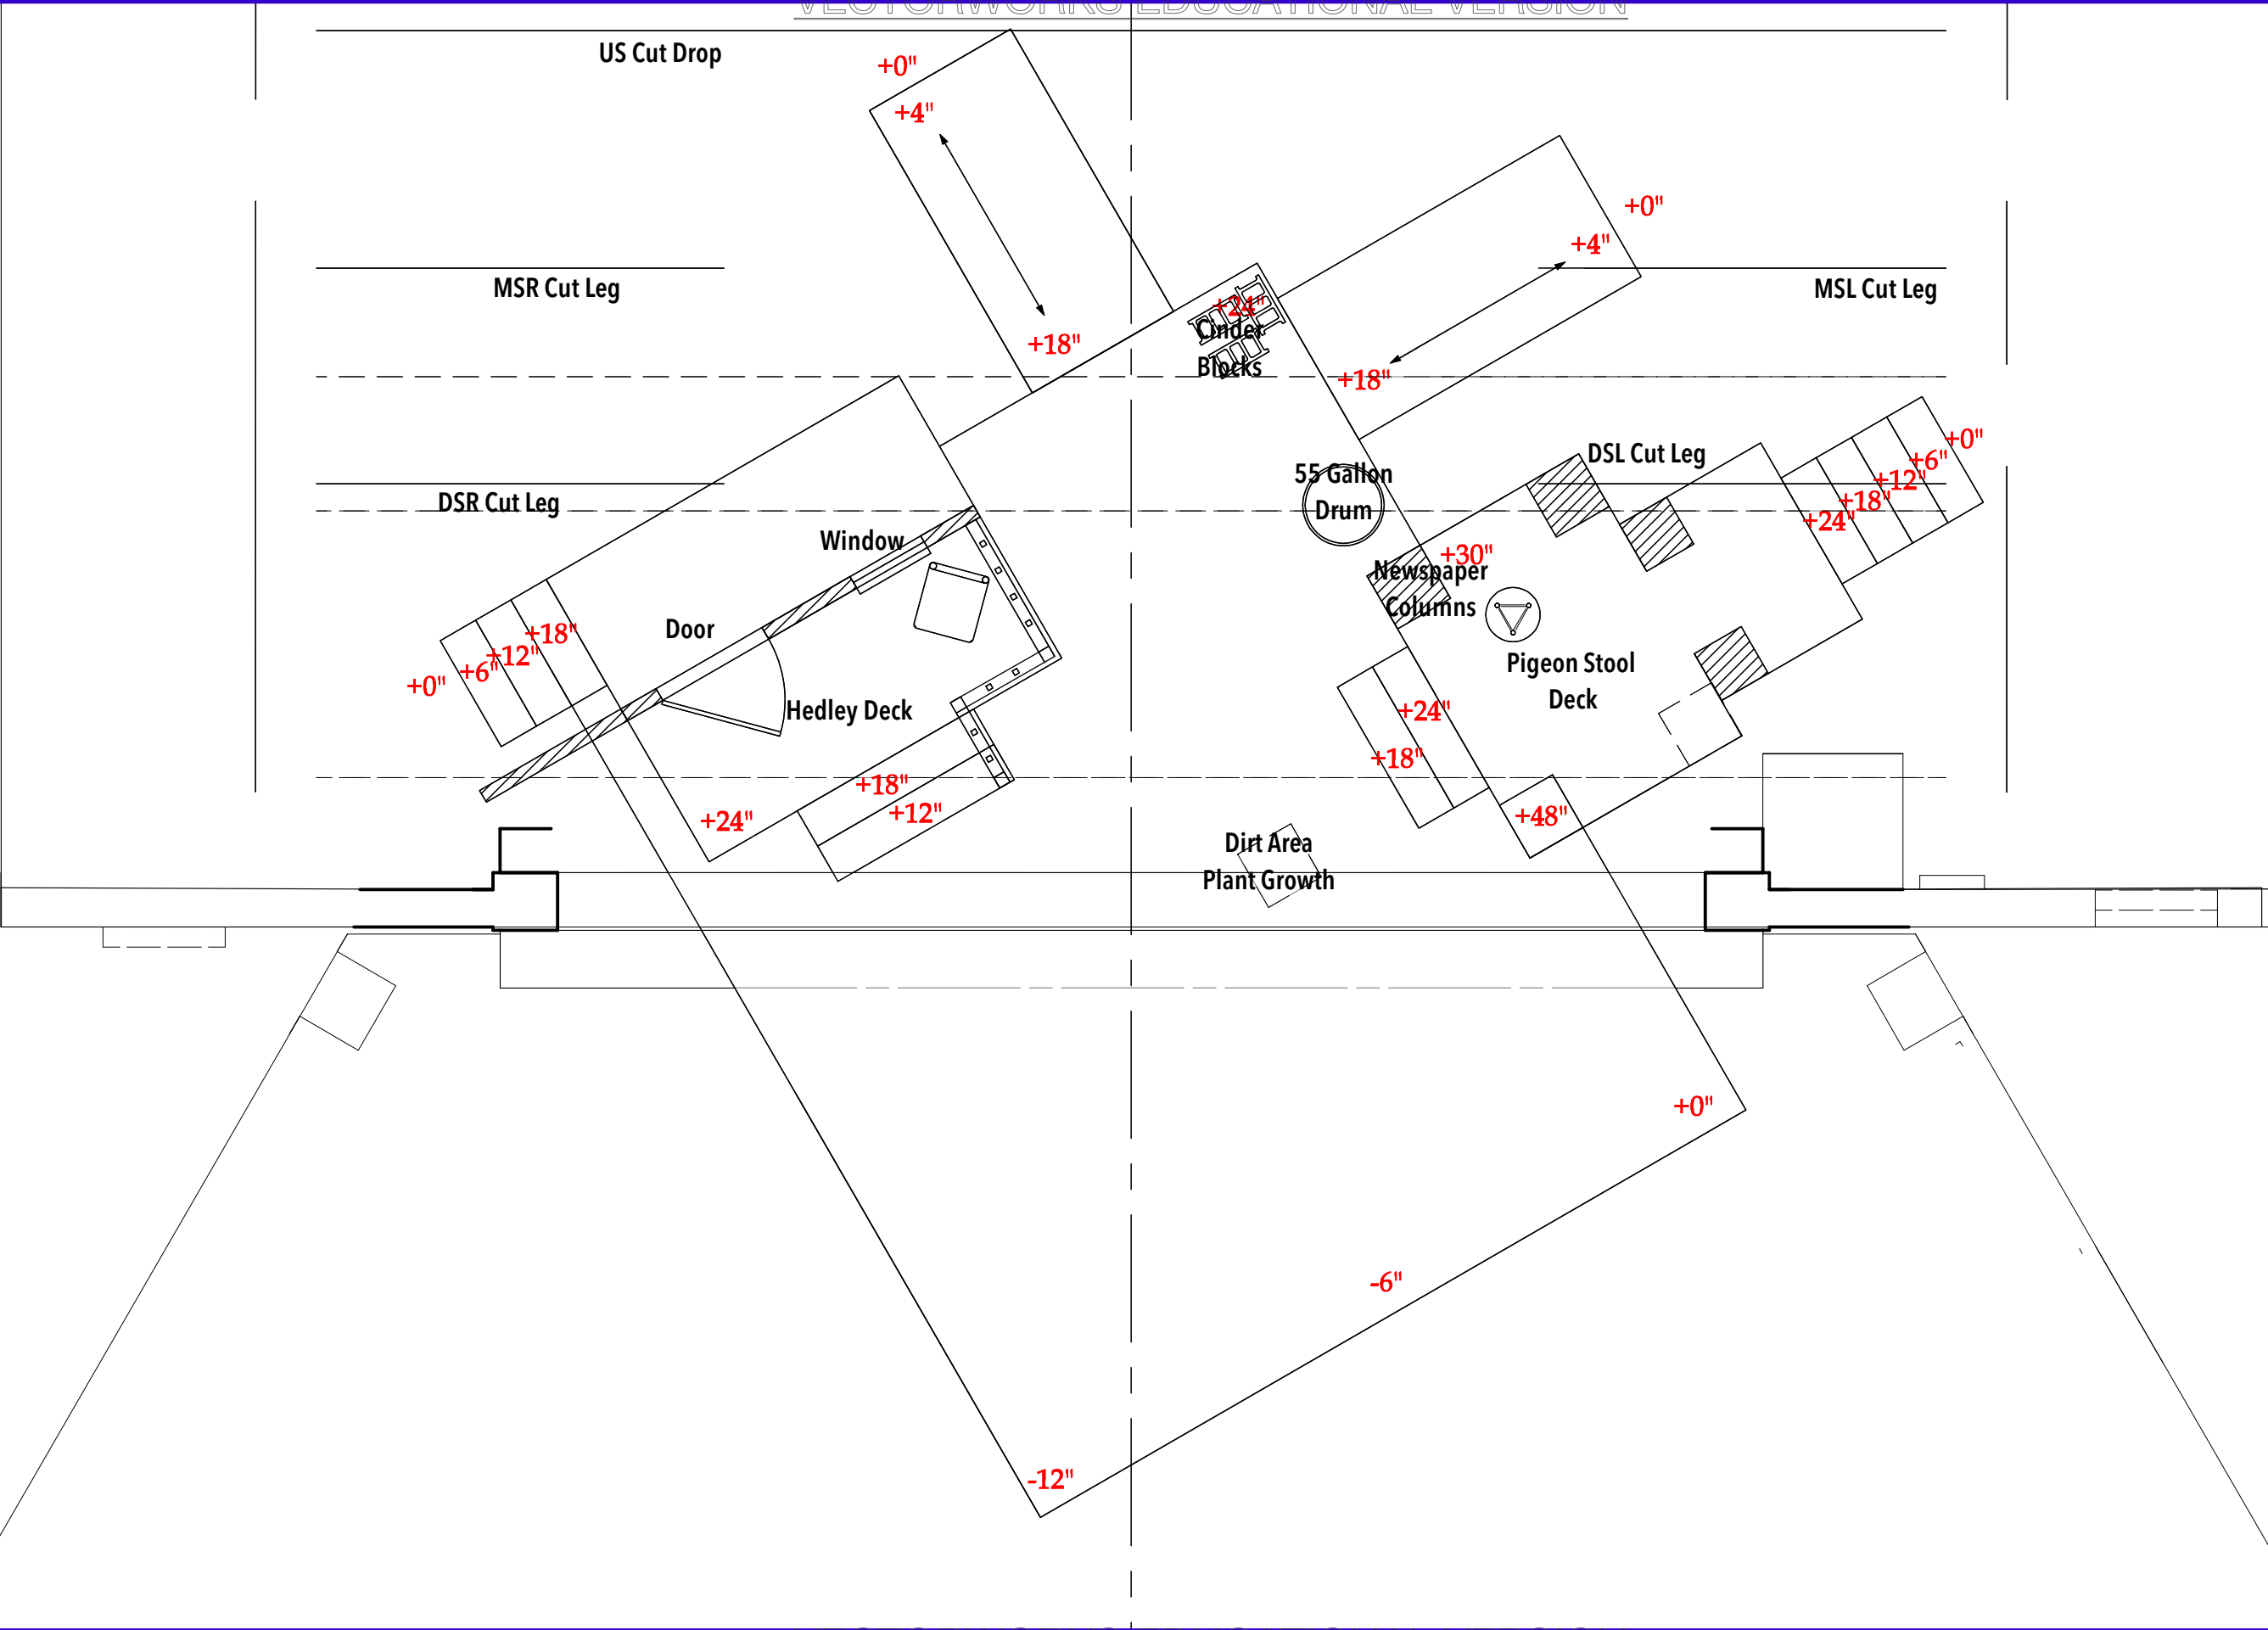 VECTORWORKS EDUCATIONAL VERSION
US Cut Drop
+0"
+4"
+0"
+4"
MSR Cut Leg
MSL Cut Leg
+24"
Cinder
Blocks
+18"
+18"
DSR Cut Leg
DSL Cut Leg
+0"
+6"
+12"
+18"
+24"
55 Gallon
Drum
Window
+30"
Newspaper
Columns
Door
+18"
+12"
+6"
+0"
Pigeon Stool
Deck
Hedley Deck
+24"
+18"
+18"
+12"
+24"
+48"
Dirt Area
Plant Growth
+0"
-6"
-12"